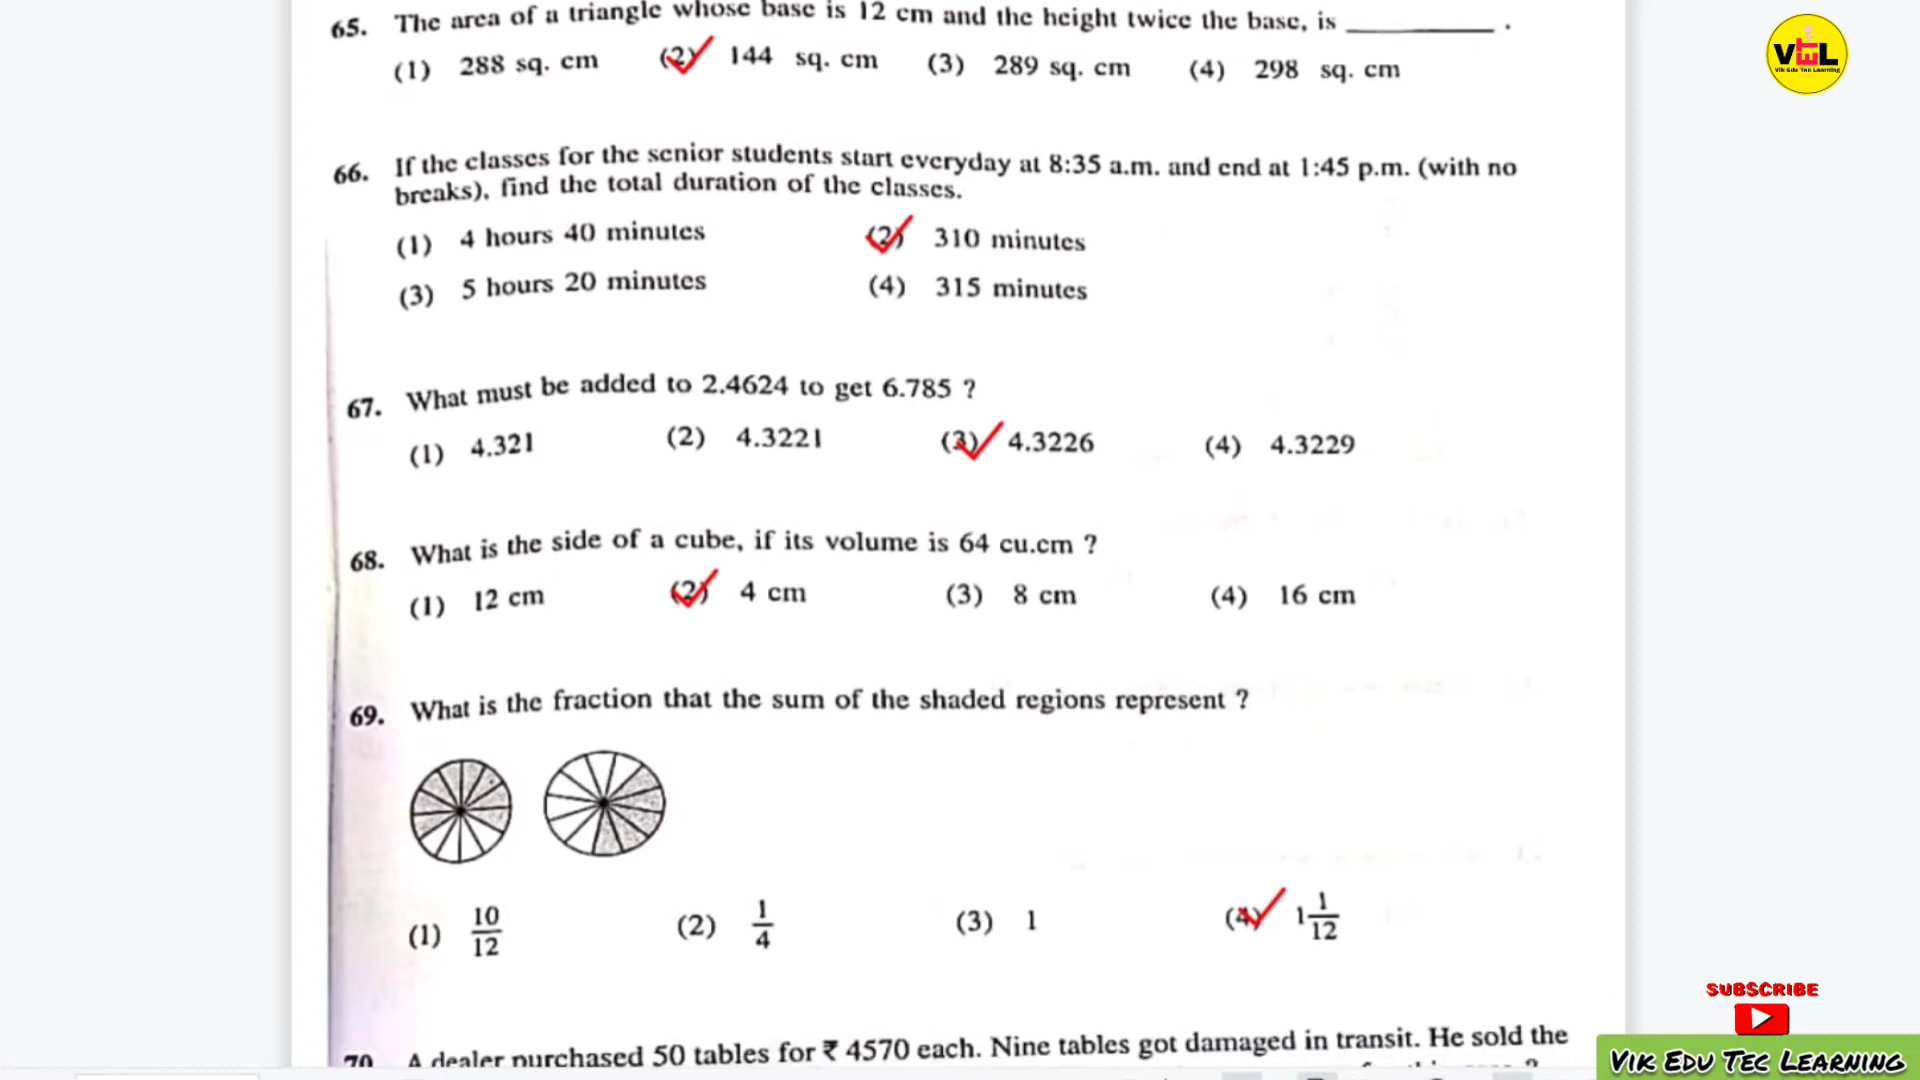 65. The area of a triangle whose base is 12 cm and the height twice the base, is __________ .
(1) 288 sq. cm (2) 144 sq. cm (3) 289 sq. cm (4) 298 sq. cm
VEL
Vik Edu Tec Learning
66. If the classes for the senior students start everyday at 8:35 a.m. and end at 1:45 p.m. (with no
breaks), find the total duration of the classes.
(1) 4 hours 40 minutes (2) 310 minutes
(3) 5 hours 20 minutes (4) 315 minutes
67. What must be added to 2.4624 to get 6.785 ?
(1) 4.321 (2) 4.3221 (3) 4.3226 (4) 4.3229
68. What is the side of a cube, if its volume is 64 cu.cm ?
(1) 12 cm (2) 4 cm (3) 8 cm (4) 16 cm
69. What is the fraction that the sum of the shaded regions represent ?
(1) 10/12 (2) 1/4 (3) 1 (4) 1 1/12
70 A dealer purchased 50 tables for ₹ 4570 each. Nine tables got damaged in transit. He sold the
SUBSCRIBE
VIK EDU TEC LEARNING